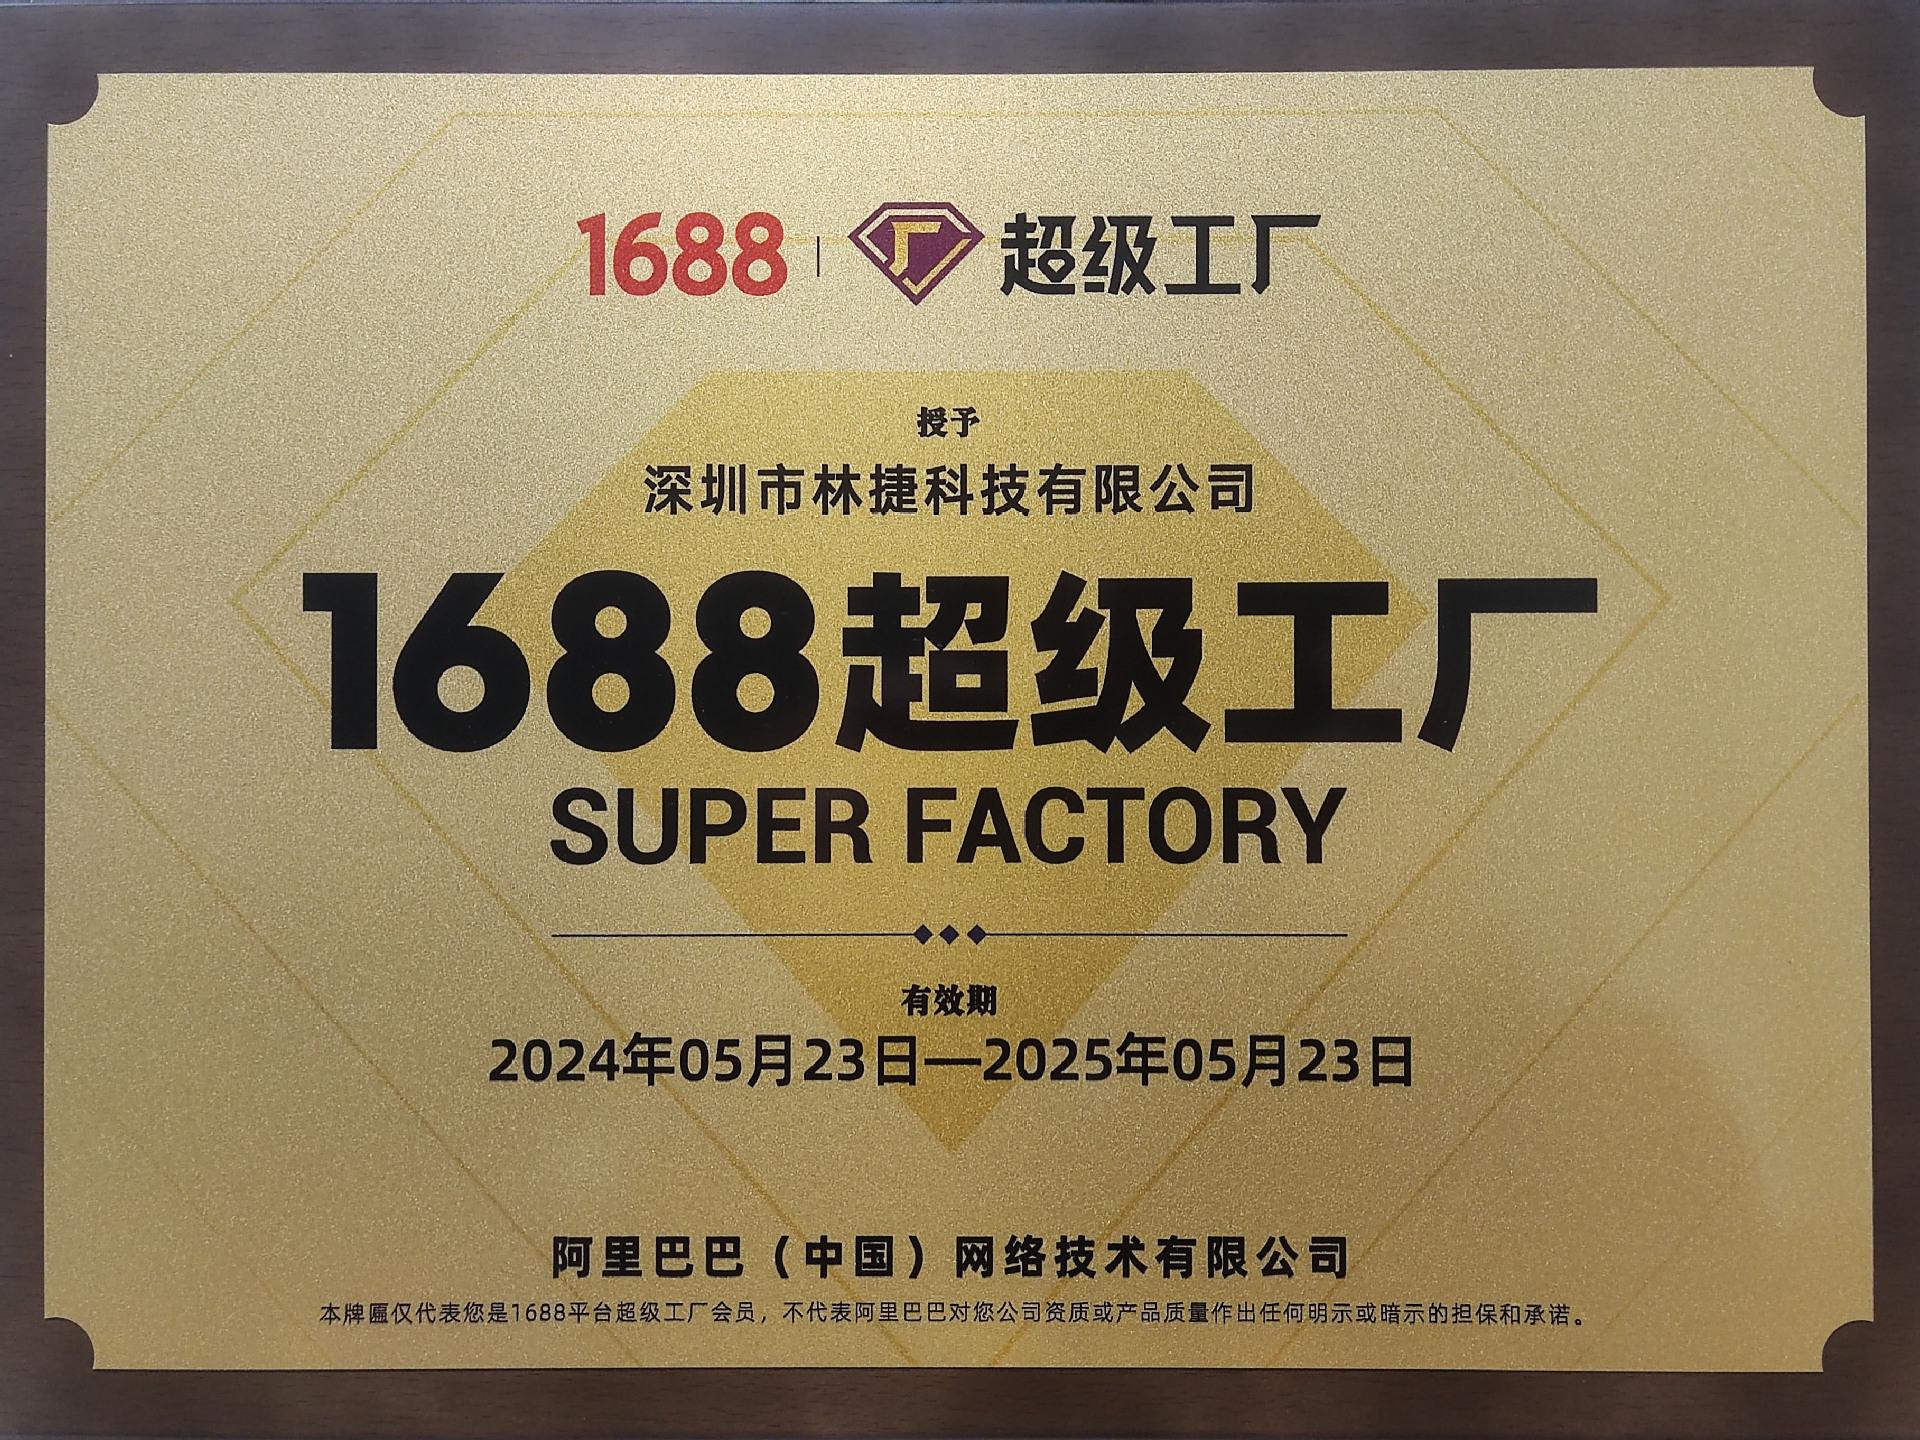 1688 | 超级工厂
授予
深圳市林捷科技有限公司
1688超级工厂
SUPER FACTORY
有效期
2024年05月23日—2025年05月23日
阿里巴巴（中国）网络技术有限公司
本牌匾仅代表您是1688平台超级工厂会员，不代表阿里巴巴对您公司资质或产品质量作出任何明示或暗示的担保和承诺。